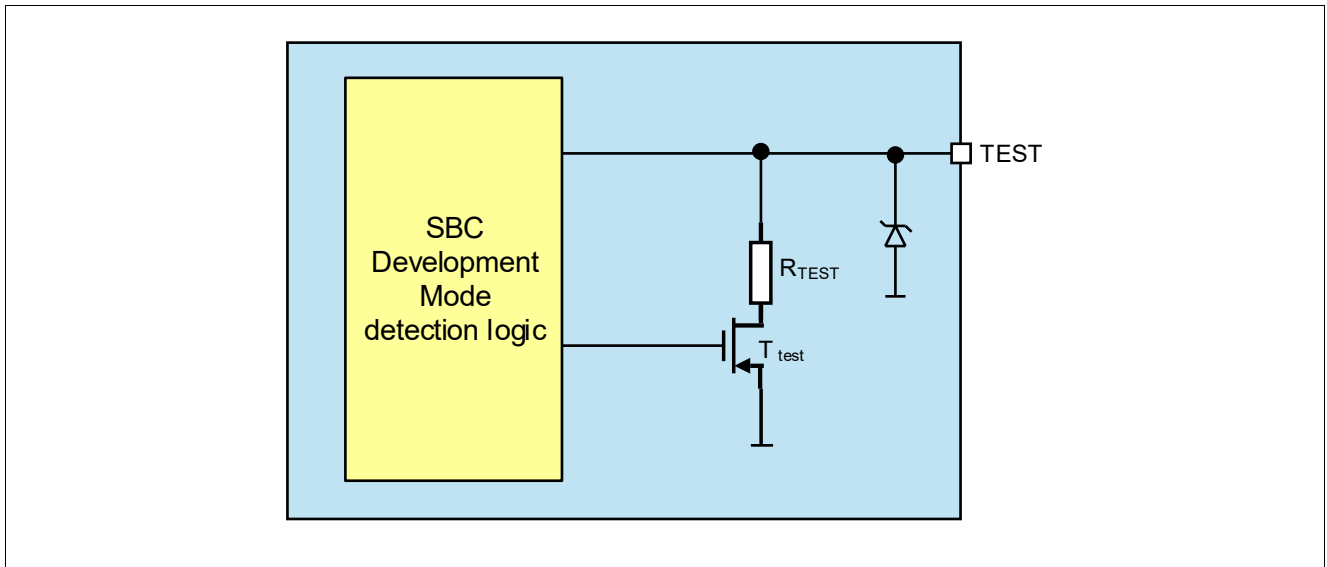 SBC
Development
Mode
detection logic
TEST
RTEST
T test